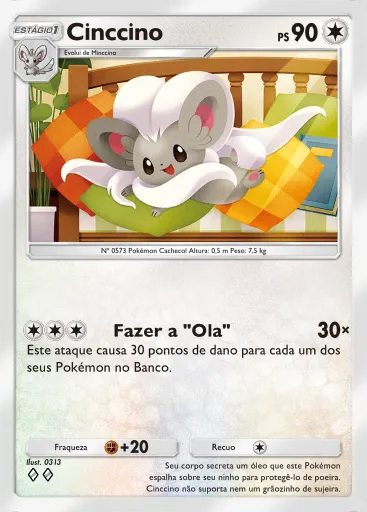 ESTÁGIO 1
Cinccino
PS 90
Evolui de Minccino
Nº 0573 Pokémon Cachecol Altura: 0,5 m Peso: 7,5 kg
Fazer a "Ola" 30×
Este ataque causa 30 pontos de dano para cada um dos
seus Pokémon no Banco.
Fraqueza +20 Recuo
Ilust. 0313
Seu corpo secreta um óleo que este Pokémon
espalha sobre seu ninho para protegê-lo de poeira.
Cinccino não suporta nem um grãozinho de sujeira.